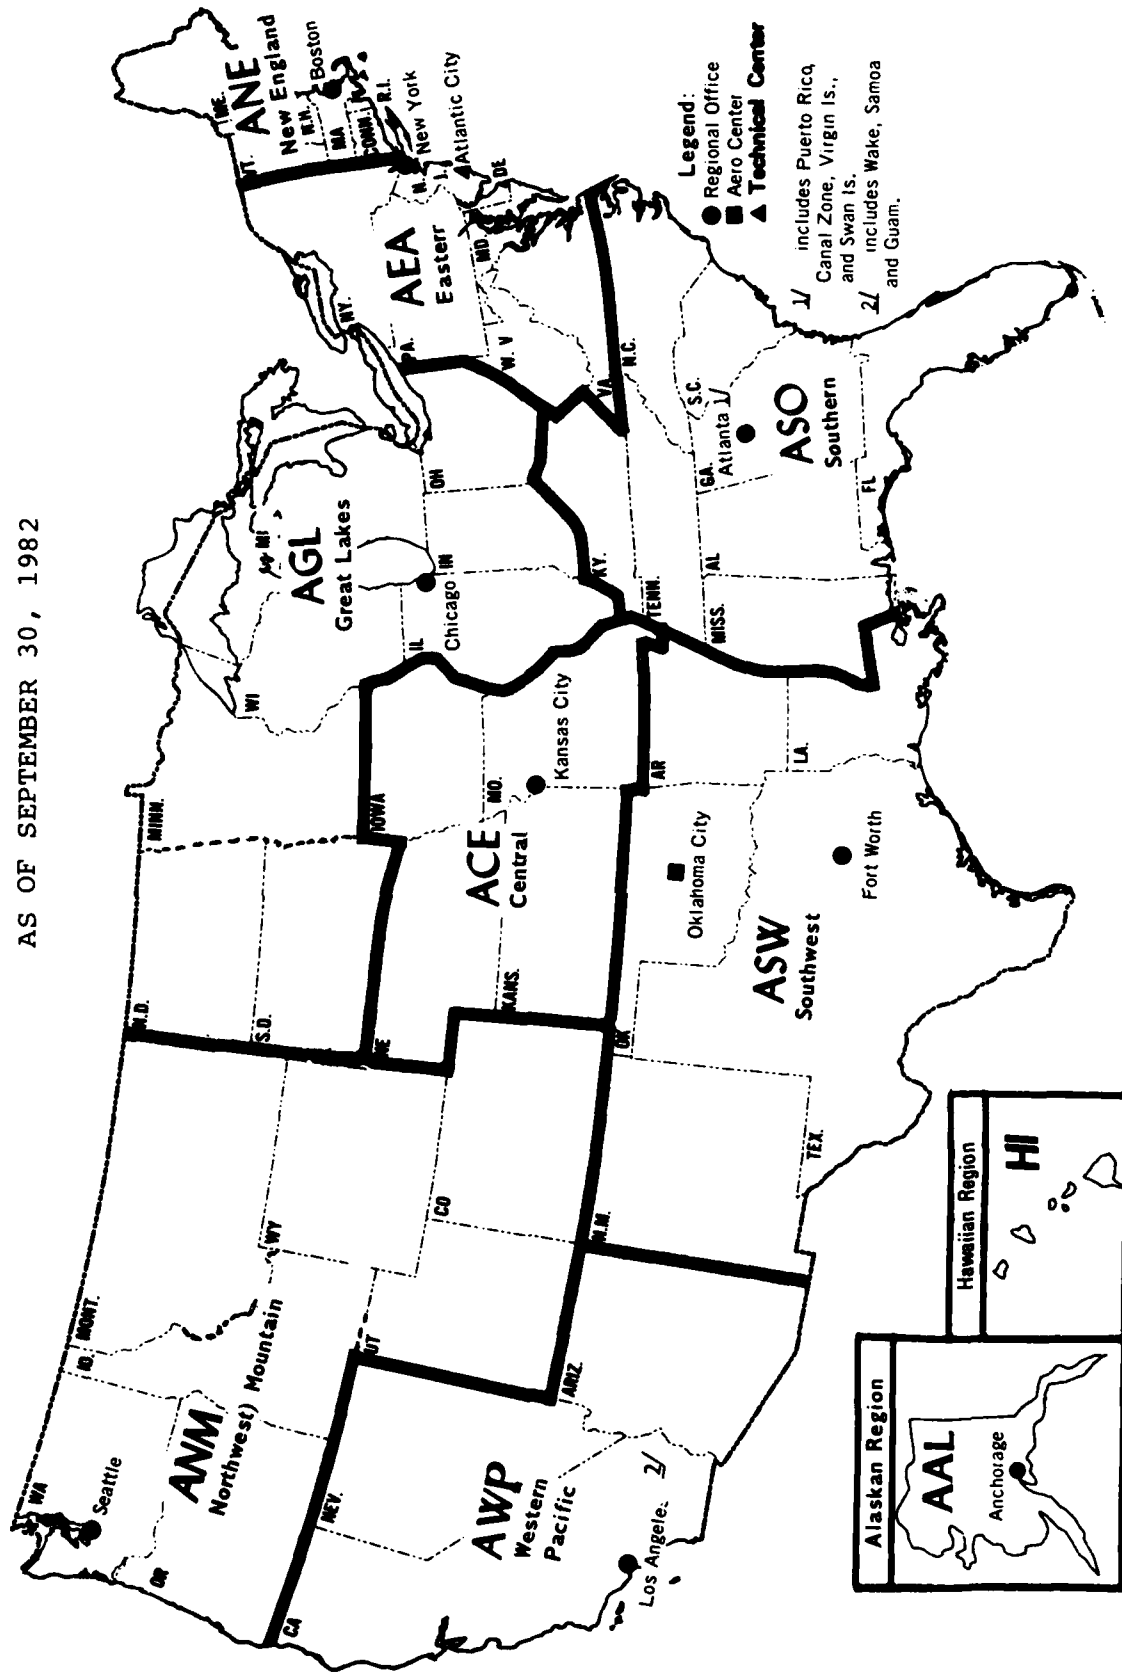 AS OF SEPTEMBER 30, 1982
WA
Seattle
OR
ID.
MONT.
ANM
Northwest) Mountain
WY
UT
CO
CA
NEV.
AWP
Western
Pacific
Los Angeles
2/
ARIZ.
N.D.
S.D.
NE
MINN.
WI
IOWA
ACE
Central
KANS.
MO.
Kansas City
AGL
Great Lakes
MI
IL
Chicago
IN
OH
N.M.
OK
TEX.
Oklahoma City
AR
LA.
ASW
Southwest
Fort Worth
KY.
TENN.
MISS.
AL
GA.
Atlanta 1/
S.C.
N.C.
FL
ASO
Southern
AEA
Easterr
NY.
PA.
W. V
VA.
MD
DE
N.
J.
New York
Atlantic City
ANE
New England
ME.
VT.
N.H.
MA
CONN.
R.I.
Boston
Legend:
Regional Office
Aero Center
Technical Center
1/ includes Puerto Rico,
Canal Zone, Virgin Is.,
and Swan Is.
2/ includes Wake, Samoa
and Guam.
Alaskan Region
AAL
Anchorage
Hawaiian Region
HI